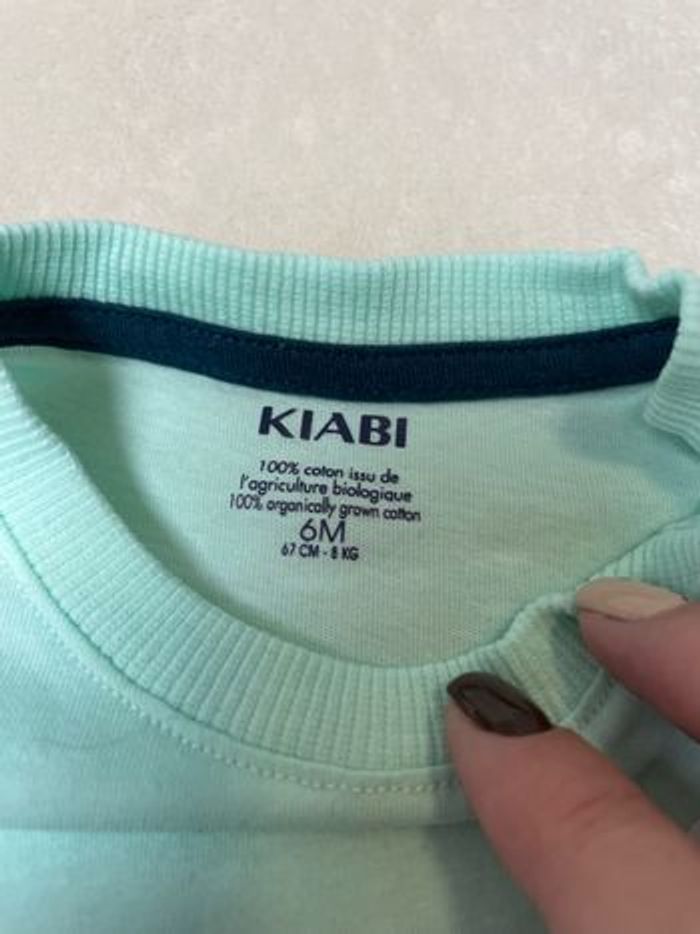 KIABI
100% coton issu de
l'agriculture biologique
100% organically grown cotton
6M
67 CM - 8 KG